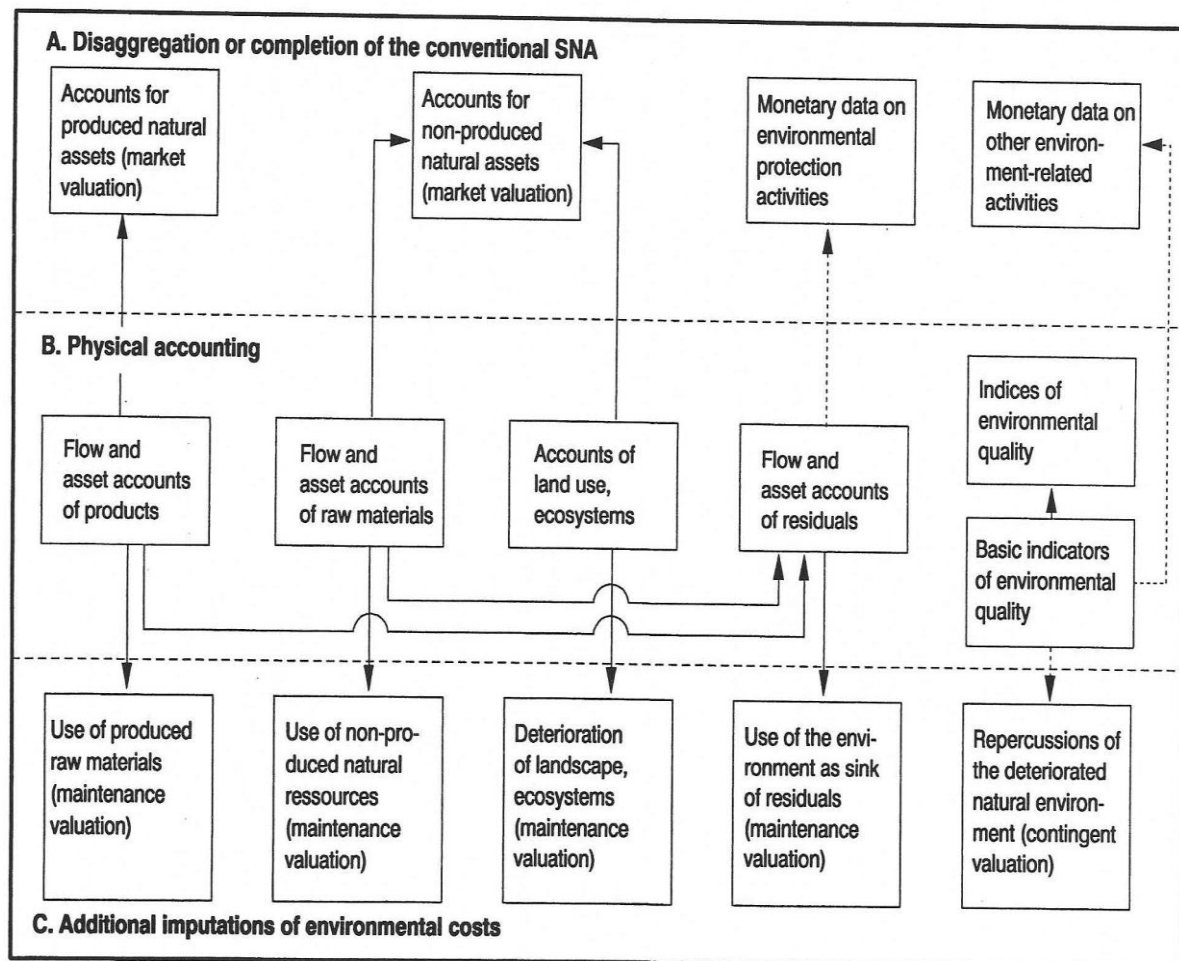 A. Disaggregation or completion of the conventional SNA
Accounts for
produced natural
assets (market
valuation)
Accounts for
non-produced
natural assets
(market valuation)
Monetary data on
environmental
protection
activities
Monetary data on
other environ-
ment-related
activities
B. Physical accounting
Flow and
asset accounts
of products
Flow and
asset accounts
of raw materials
Accounts of
land use,
ecosystems
Flow and
asset accounts
of residuals
Indices of
environmental
quality
Basic indicators
of environmental
quality
Use of produced
raw materials
(maintenance
valuation)
Use of non-pro-
duced natural
ressources
(maintenance
valuation)
Deterioration
of landscape,
ecosystems
(maintenance
valuation)
Use of the envi-
ronment as sink
of residuals
(maintenance
valuation)
Repercussions of
the deteriorated
natural environ-
ment (contingent
valuation)
C. Additional imputations of environmental costs